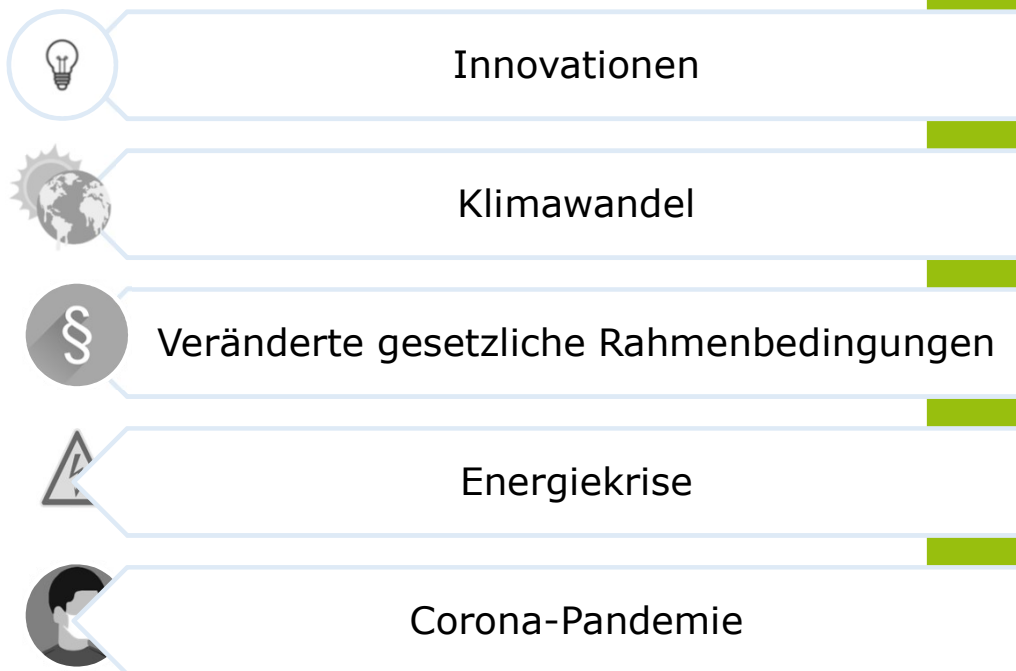 Innovationen
Klimawandel
§
Veränderte gesetzliche Rahmenbedingungen
Energiekrise
Corona-Pandemie